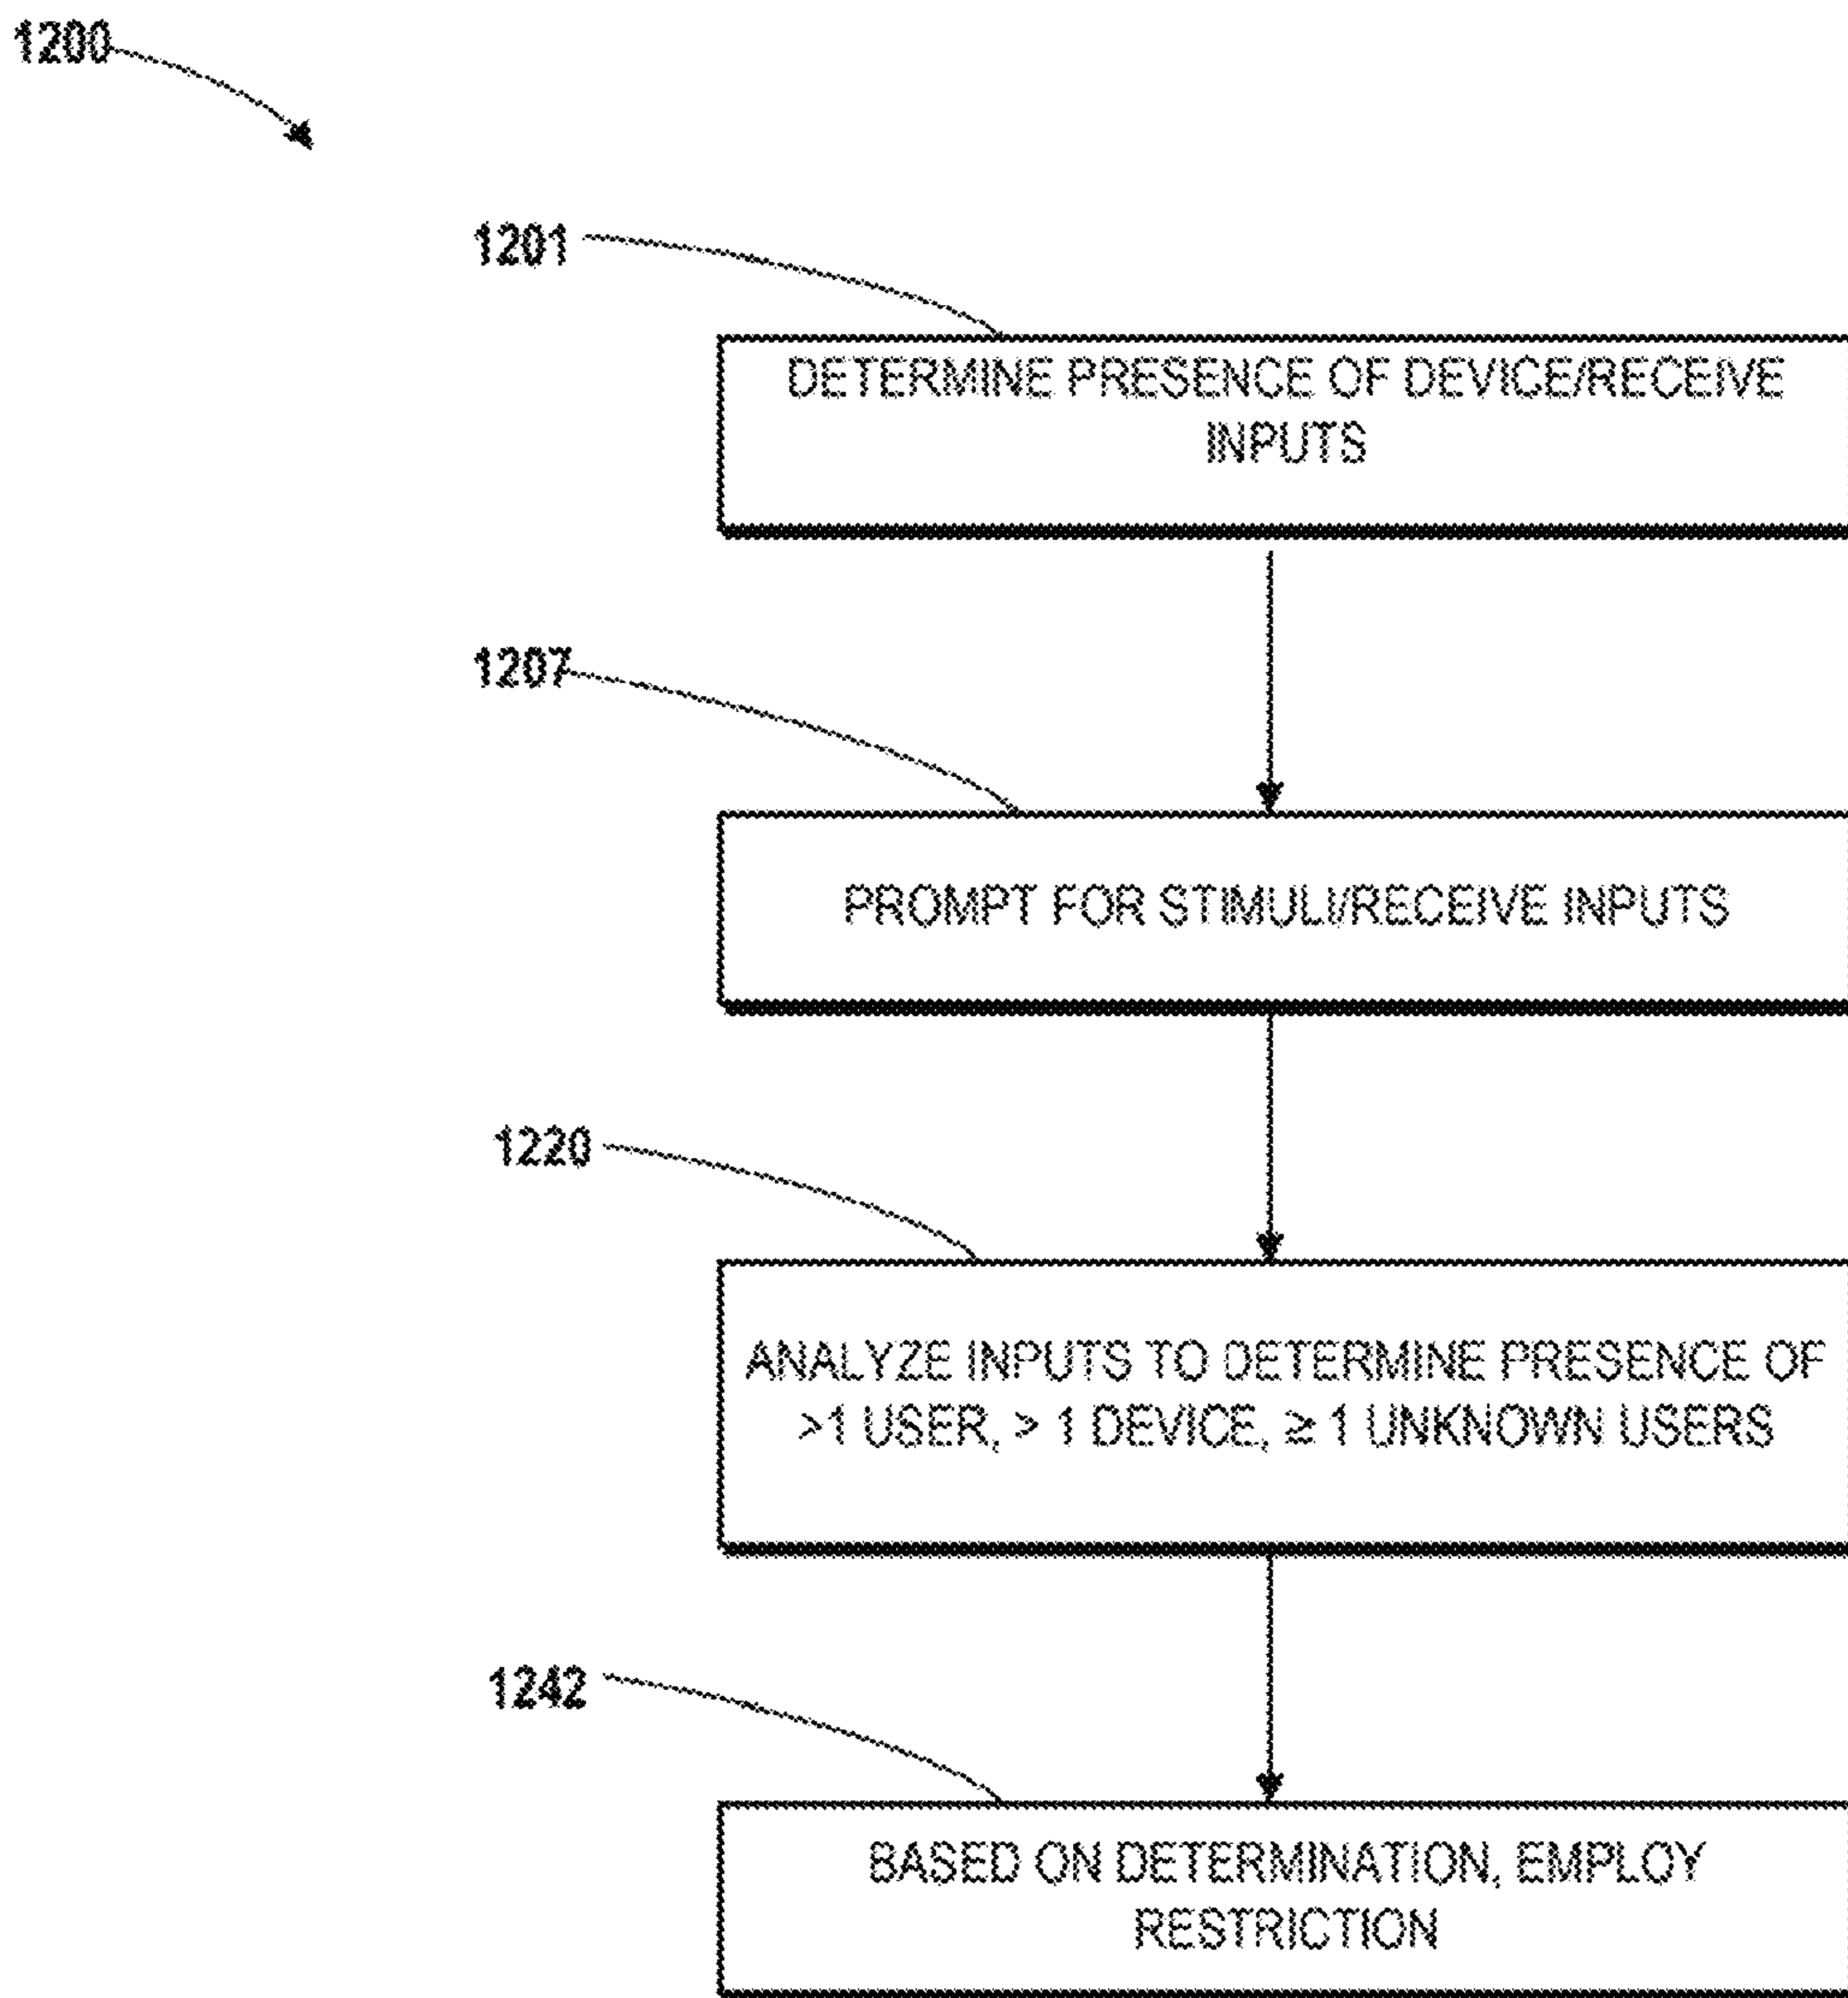 1200
1201
DETERMINE PRESENCE OF DEVICE/RECEIVE
INPUTS
1207
PROMPT FOR STIMULI/RECEIVE INPUTS
1220
ANALYZE INPUTS TO DETERMINE PRESENCE OF
>1 USER, > 1 DEVICE, ≥ 1 UNKNOWN USERS
1242
BASED ON DETERMINATION, EMPLOY
RESTRICTION